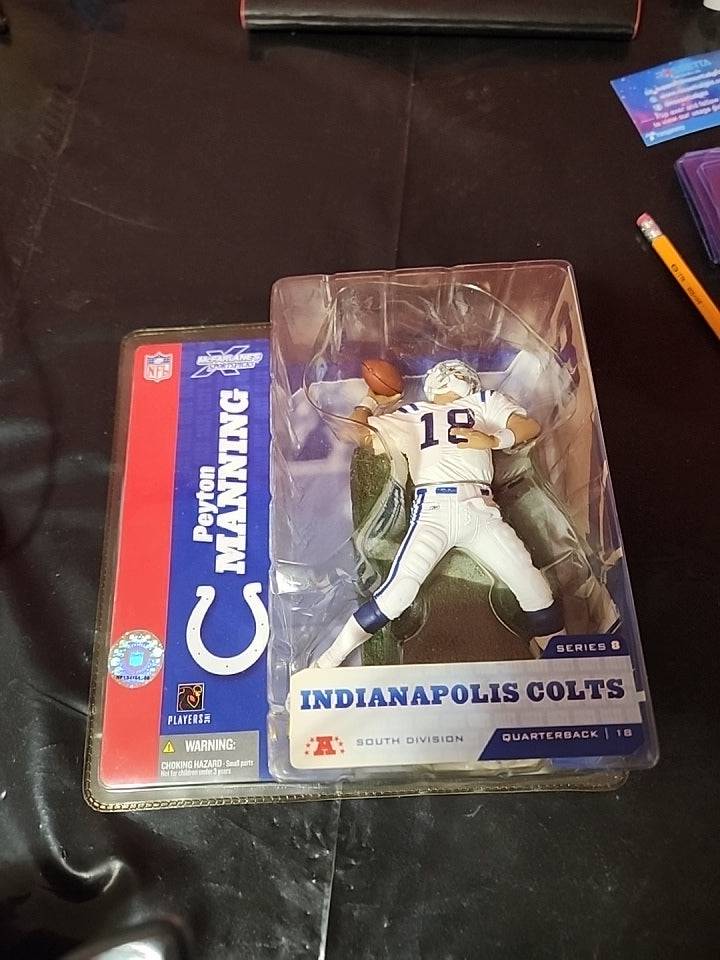 NFL
McFARLANE'S
SPORTSPICKS
Peyton
MANNING
PLAYERS INC
WARNING:
CHOKING HAZARD - Small parts
Not for children under 3 years
18
SERIES 8
INDIANAPOLIS COLTS
A
SOUTH DIVISION
QUARTERBACK | 18